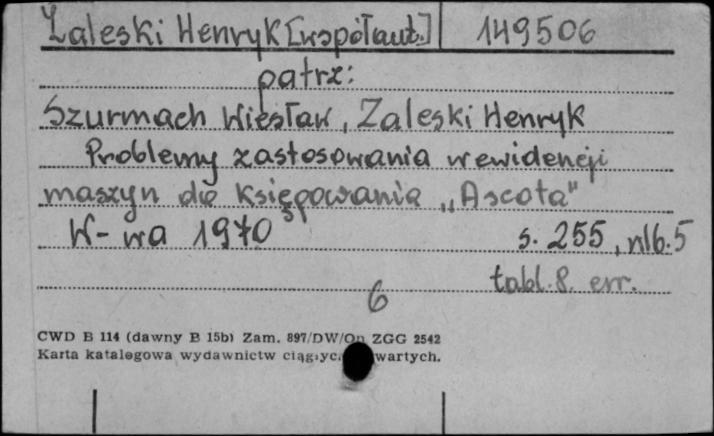 Zaleski Henryk [współaut.] 149506
patrz:
Szurmach Wiesław, Zaleski Henryk
Problemy zastosowania w ewidencji
maszyn do księgowania „Ascota"
W-wa 1970 s. 255, nlb. 5
tabl. 8. err.
6
CWD B 114 (dawny B 15b) Zam. 897/DW/On ZGG 2542
Karta katalogowa wydawnictw wartych.